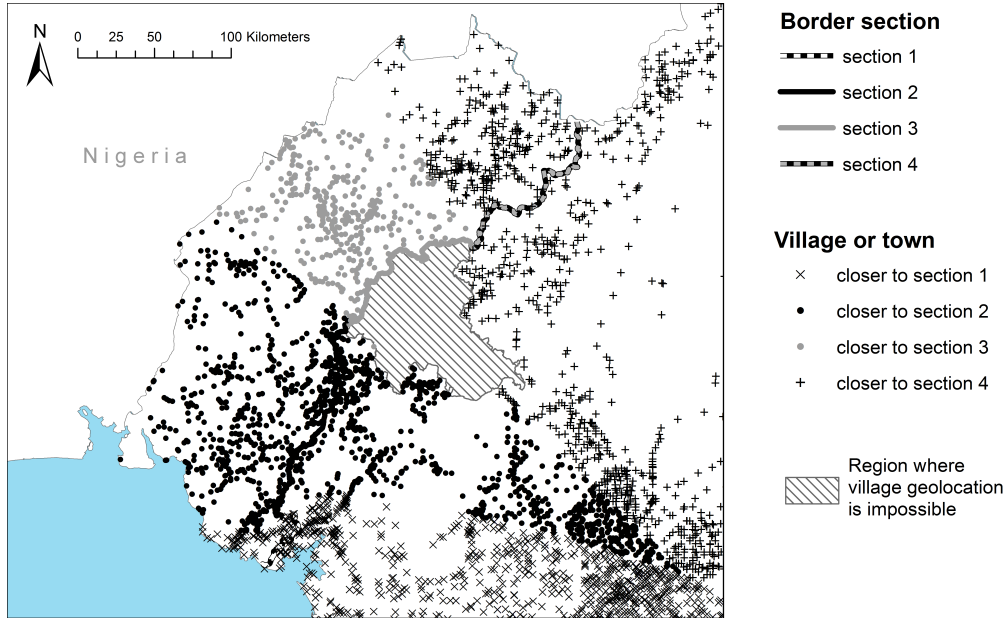 N
0 25 50 100 Kilometers
Nigeria
Border section
section 1
section 2
section 3
section 4
Village or town
closer to section 1
closer to section 2
closer to section 3
closer to section 4
Region where
village geolocation
is impossible